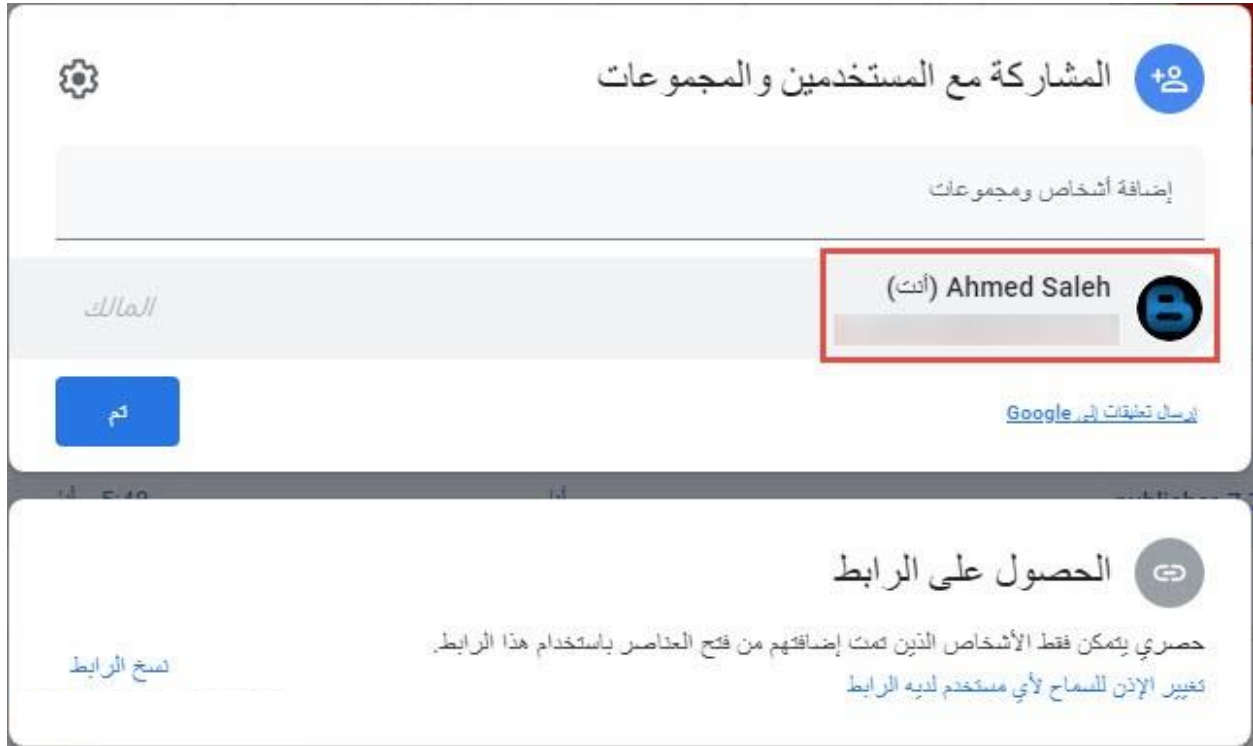 المشاركة مع المستخدمين والمجموعات
إضافة أشخاص ومجموعات
Ahmed Saleh (أنت)
المالك
إرسال تعليقات إلى Google
تم
5:48
الحصول على الرابط
حصري يتمكن فقط الأشخاص الذين تمت إضافتهم من فتح العناصر باستخدام هذا الرابط.
تغيير الإذن للسماح لأي مستخدم لديه الرابط
نسخ الرابط